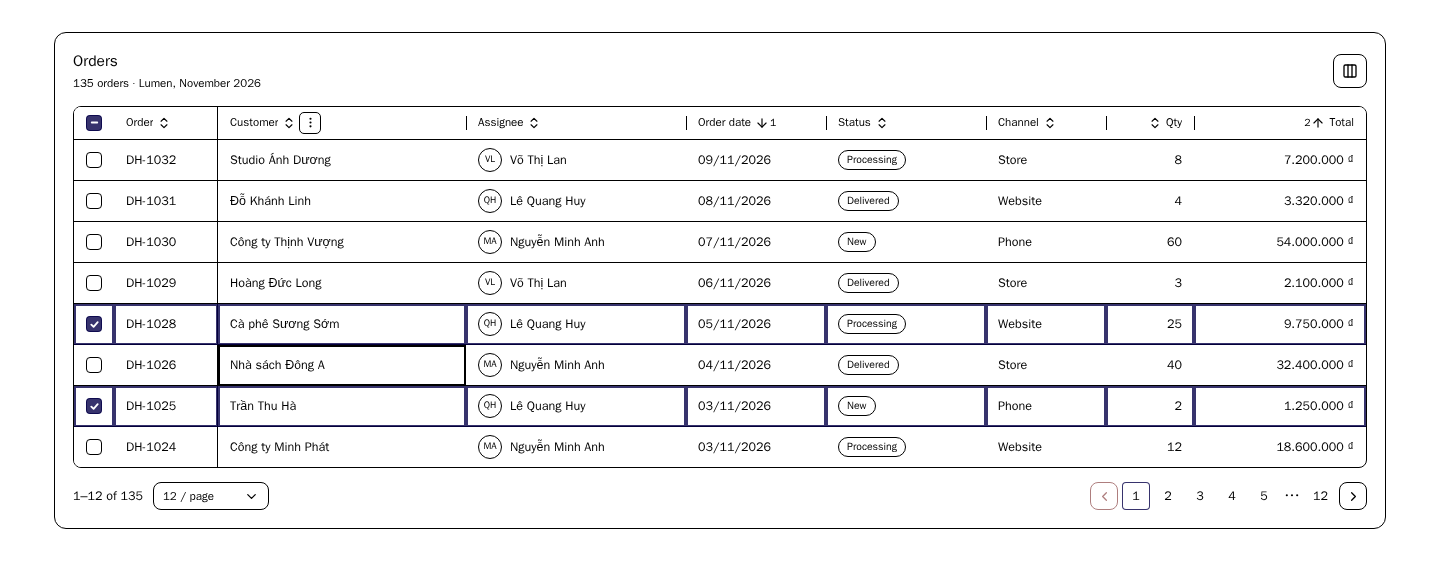 Orders
135 orders · Lumen, November 2026
Order Customer Assignee Order date 1 Status Channel Qty 2 Total
DH-1032 Studio Ánh Dương VL Võ Thị Lan 09/11/2026 Processing Store 8 7.200.000 ₫
DH-1031 Đỗ Khánh Linh QH Lê Quang Huy 08/11/2026 Delivered Website 4 3.320.000 ₫
DH-1030 Công ty Thịnh Vượng MA Nguyễn Minh Anh 07/11/2026 New Phone 60 54.000.000 ₫
DH-1029 Hoàng Đức Long VL Võ Thị Lan 06/11/2026 Delivered Store 3 2.100.000 ₫
DH-1028 Cà phê Sương Sớm QH Lê Quang Huy 05/11/2026 Processing Website 25 9.750.000 ₫
DH-1026 Nhà sách Đông A MA Nguyễn Minh Anh 04/11/2026 Delivered Store 40 32.400.000 ₫
DH-1025 Trần Thu Hà QH Lê Quang Huy 03/11/2026 New Phone 2 1.250.000 ₫
DH-1024 Công ty Minh Phát MA Nguyễn Minh Anh 03/11/2026 Processing Website 12 18.600.000 ₫
1–12 of 135 12 / page 1 2 3 4 5 ··· 12